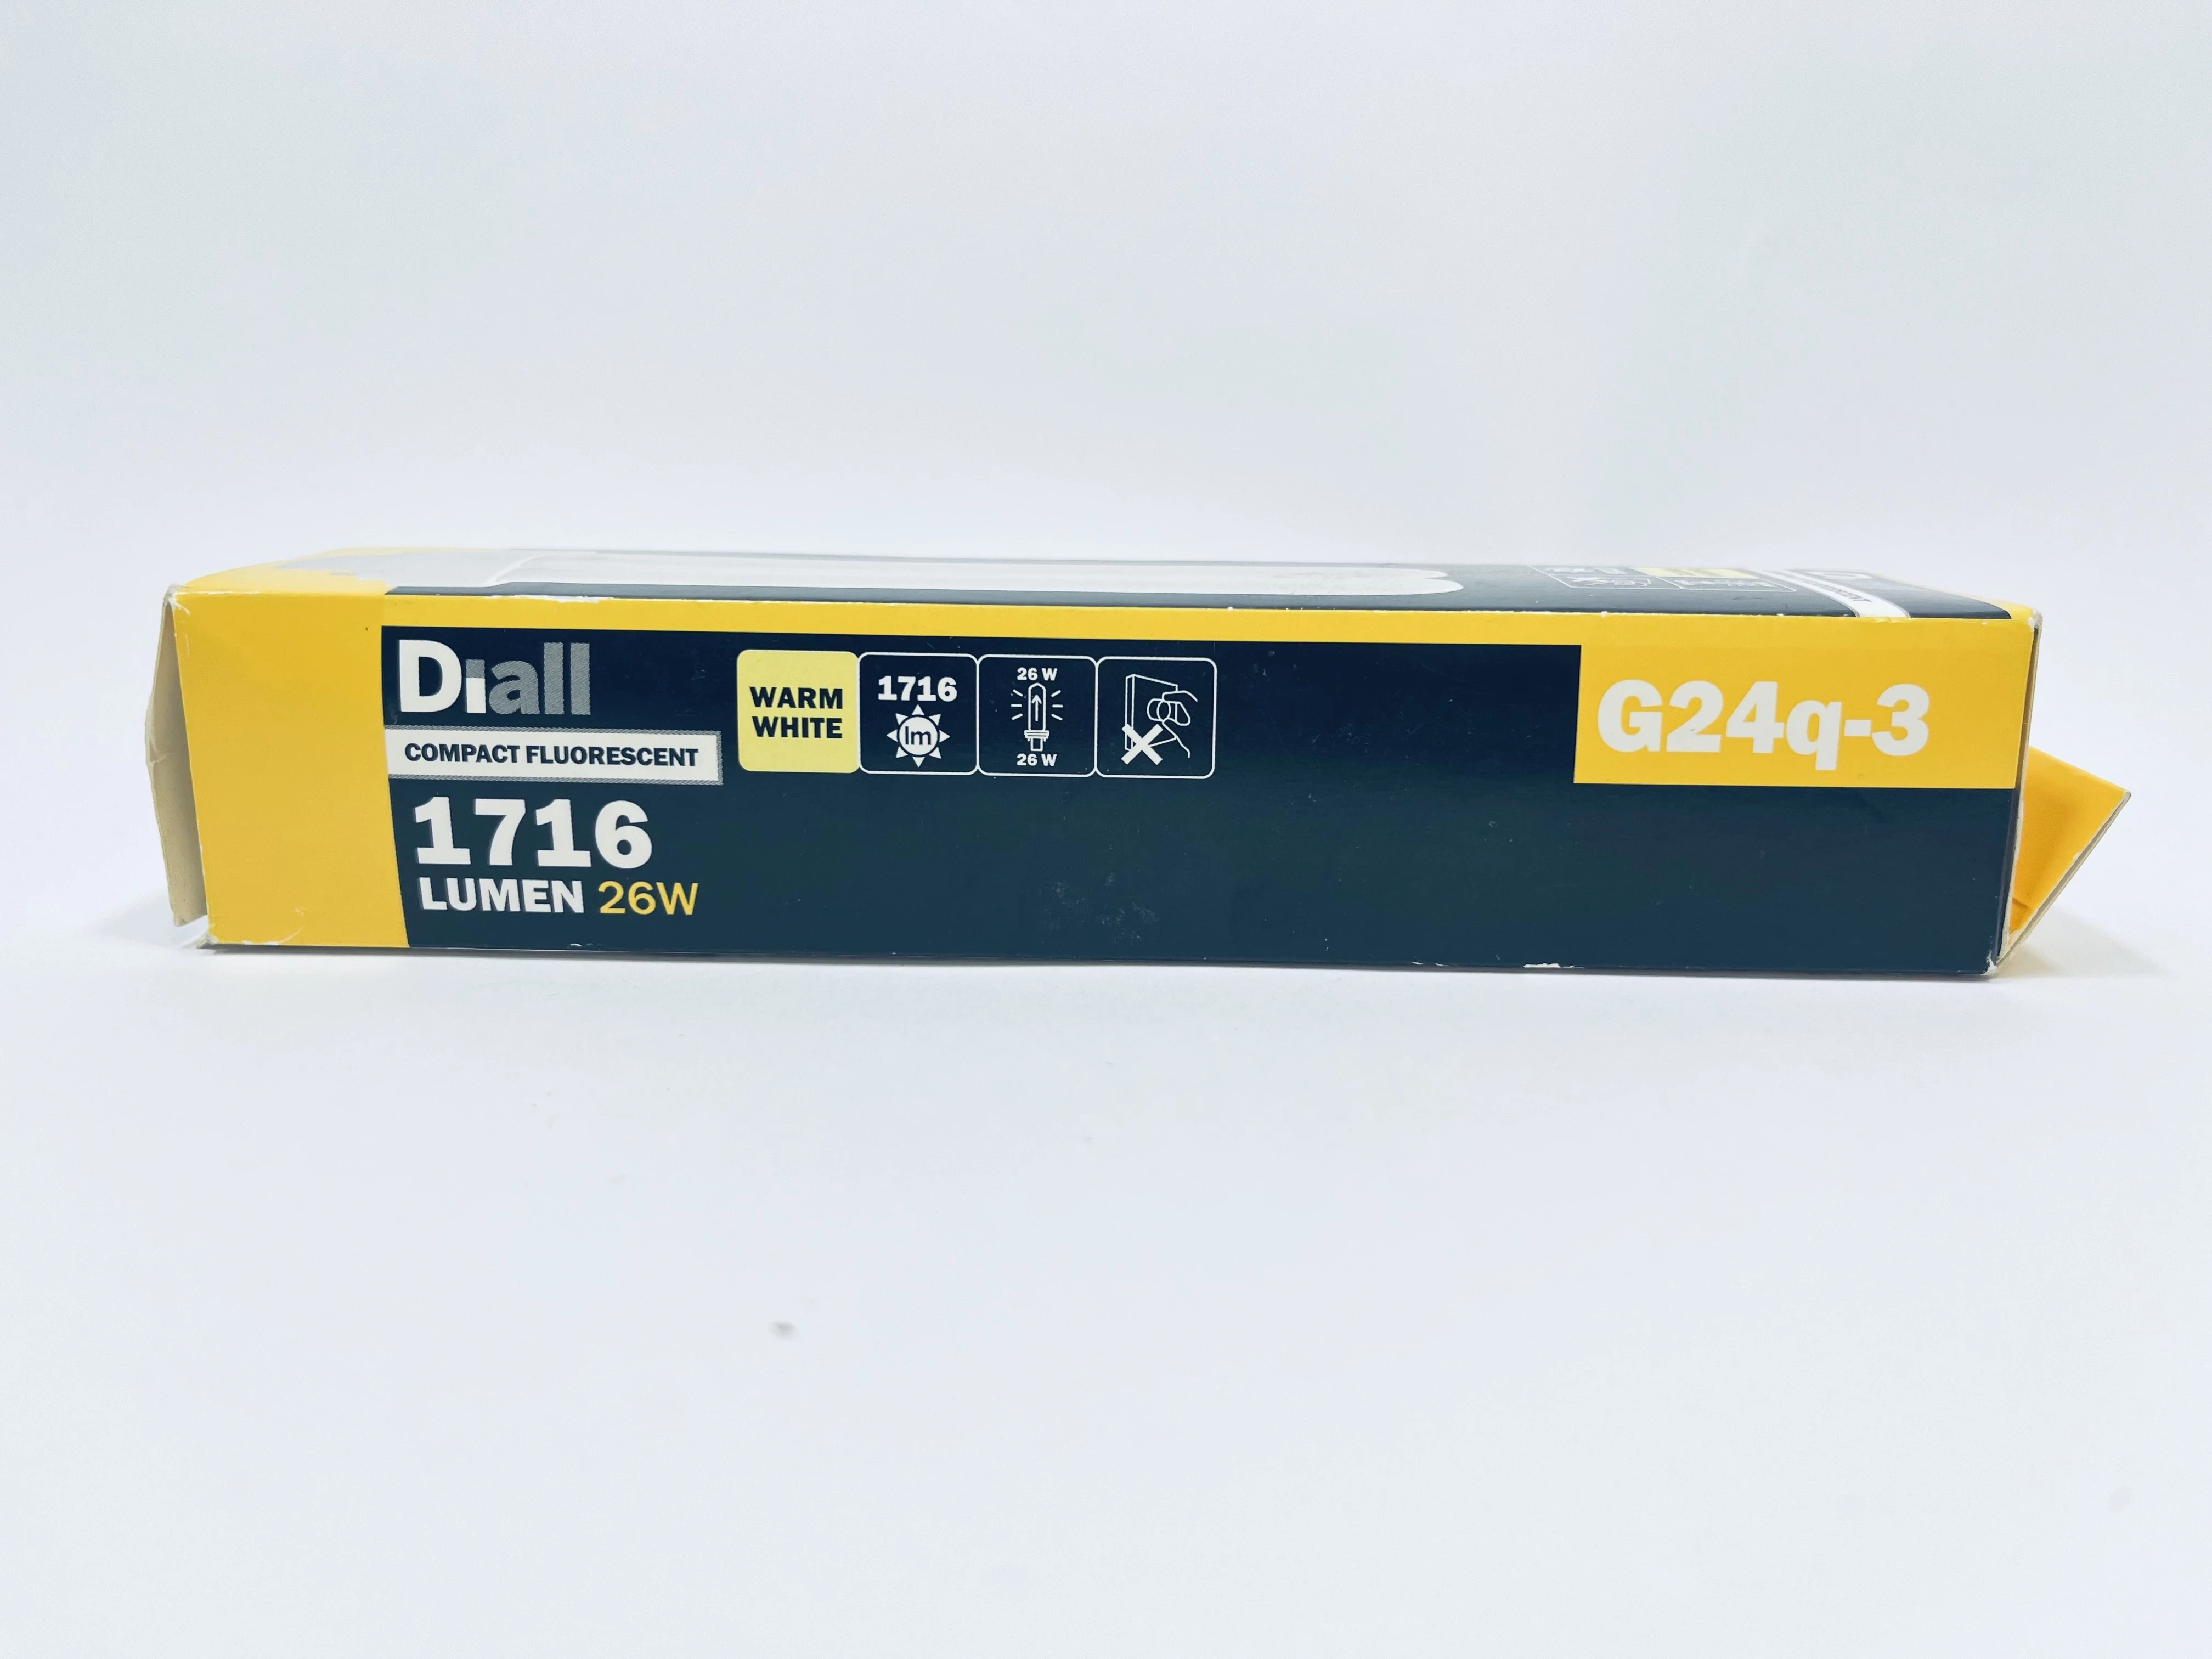 Diall
COMPACT FLUORESCENT
1716
LUMEN 26W
WARM
WHITE
1716
lm
26 W
26 W
G24q-3